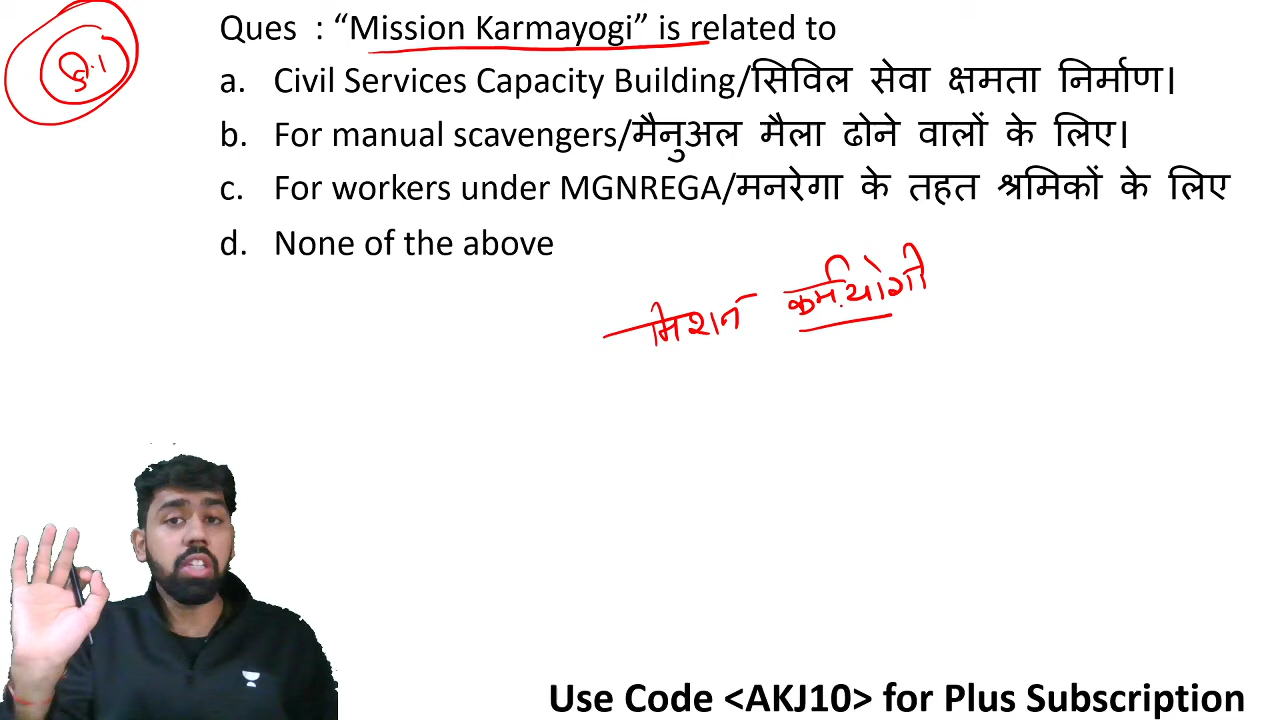 Q.1
Ques : “Mission Karmayogi” is related to
a. Civil Services Capacity Building/सिविल सेवा क्षमता निर्माण।
b. For manual scavengers/मैनुअल मैला ढोने वालों के लिए।
c. For workers under MGNREGA/मनरेगा के तहत श्रमिकों के लिए
d. None of the above
मिशन कर्मयोगी
Use Code <AKJ10> for Plus Subscription